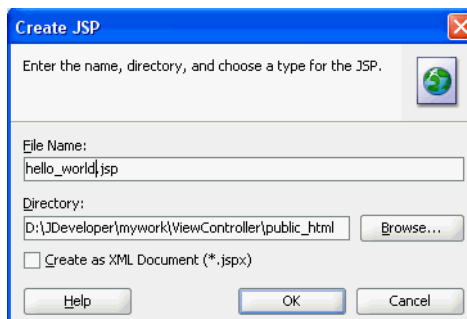 Create JSP
Enter the name, directory, and choose a type for the JSP.
File Name:
hello_world.jsp
Directory:
D:\JDeveloper\mywork\ViewController\public_html
Browse...
Create as XML Document (*.jspx)
Help
OK
Cancel